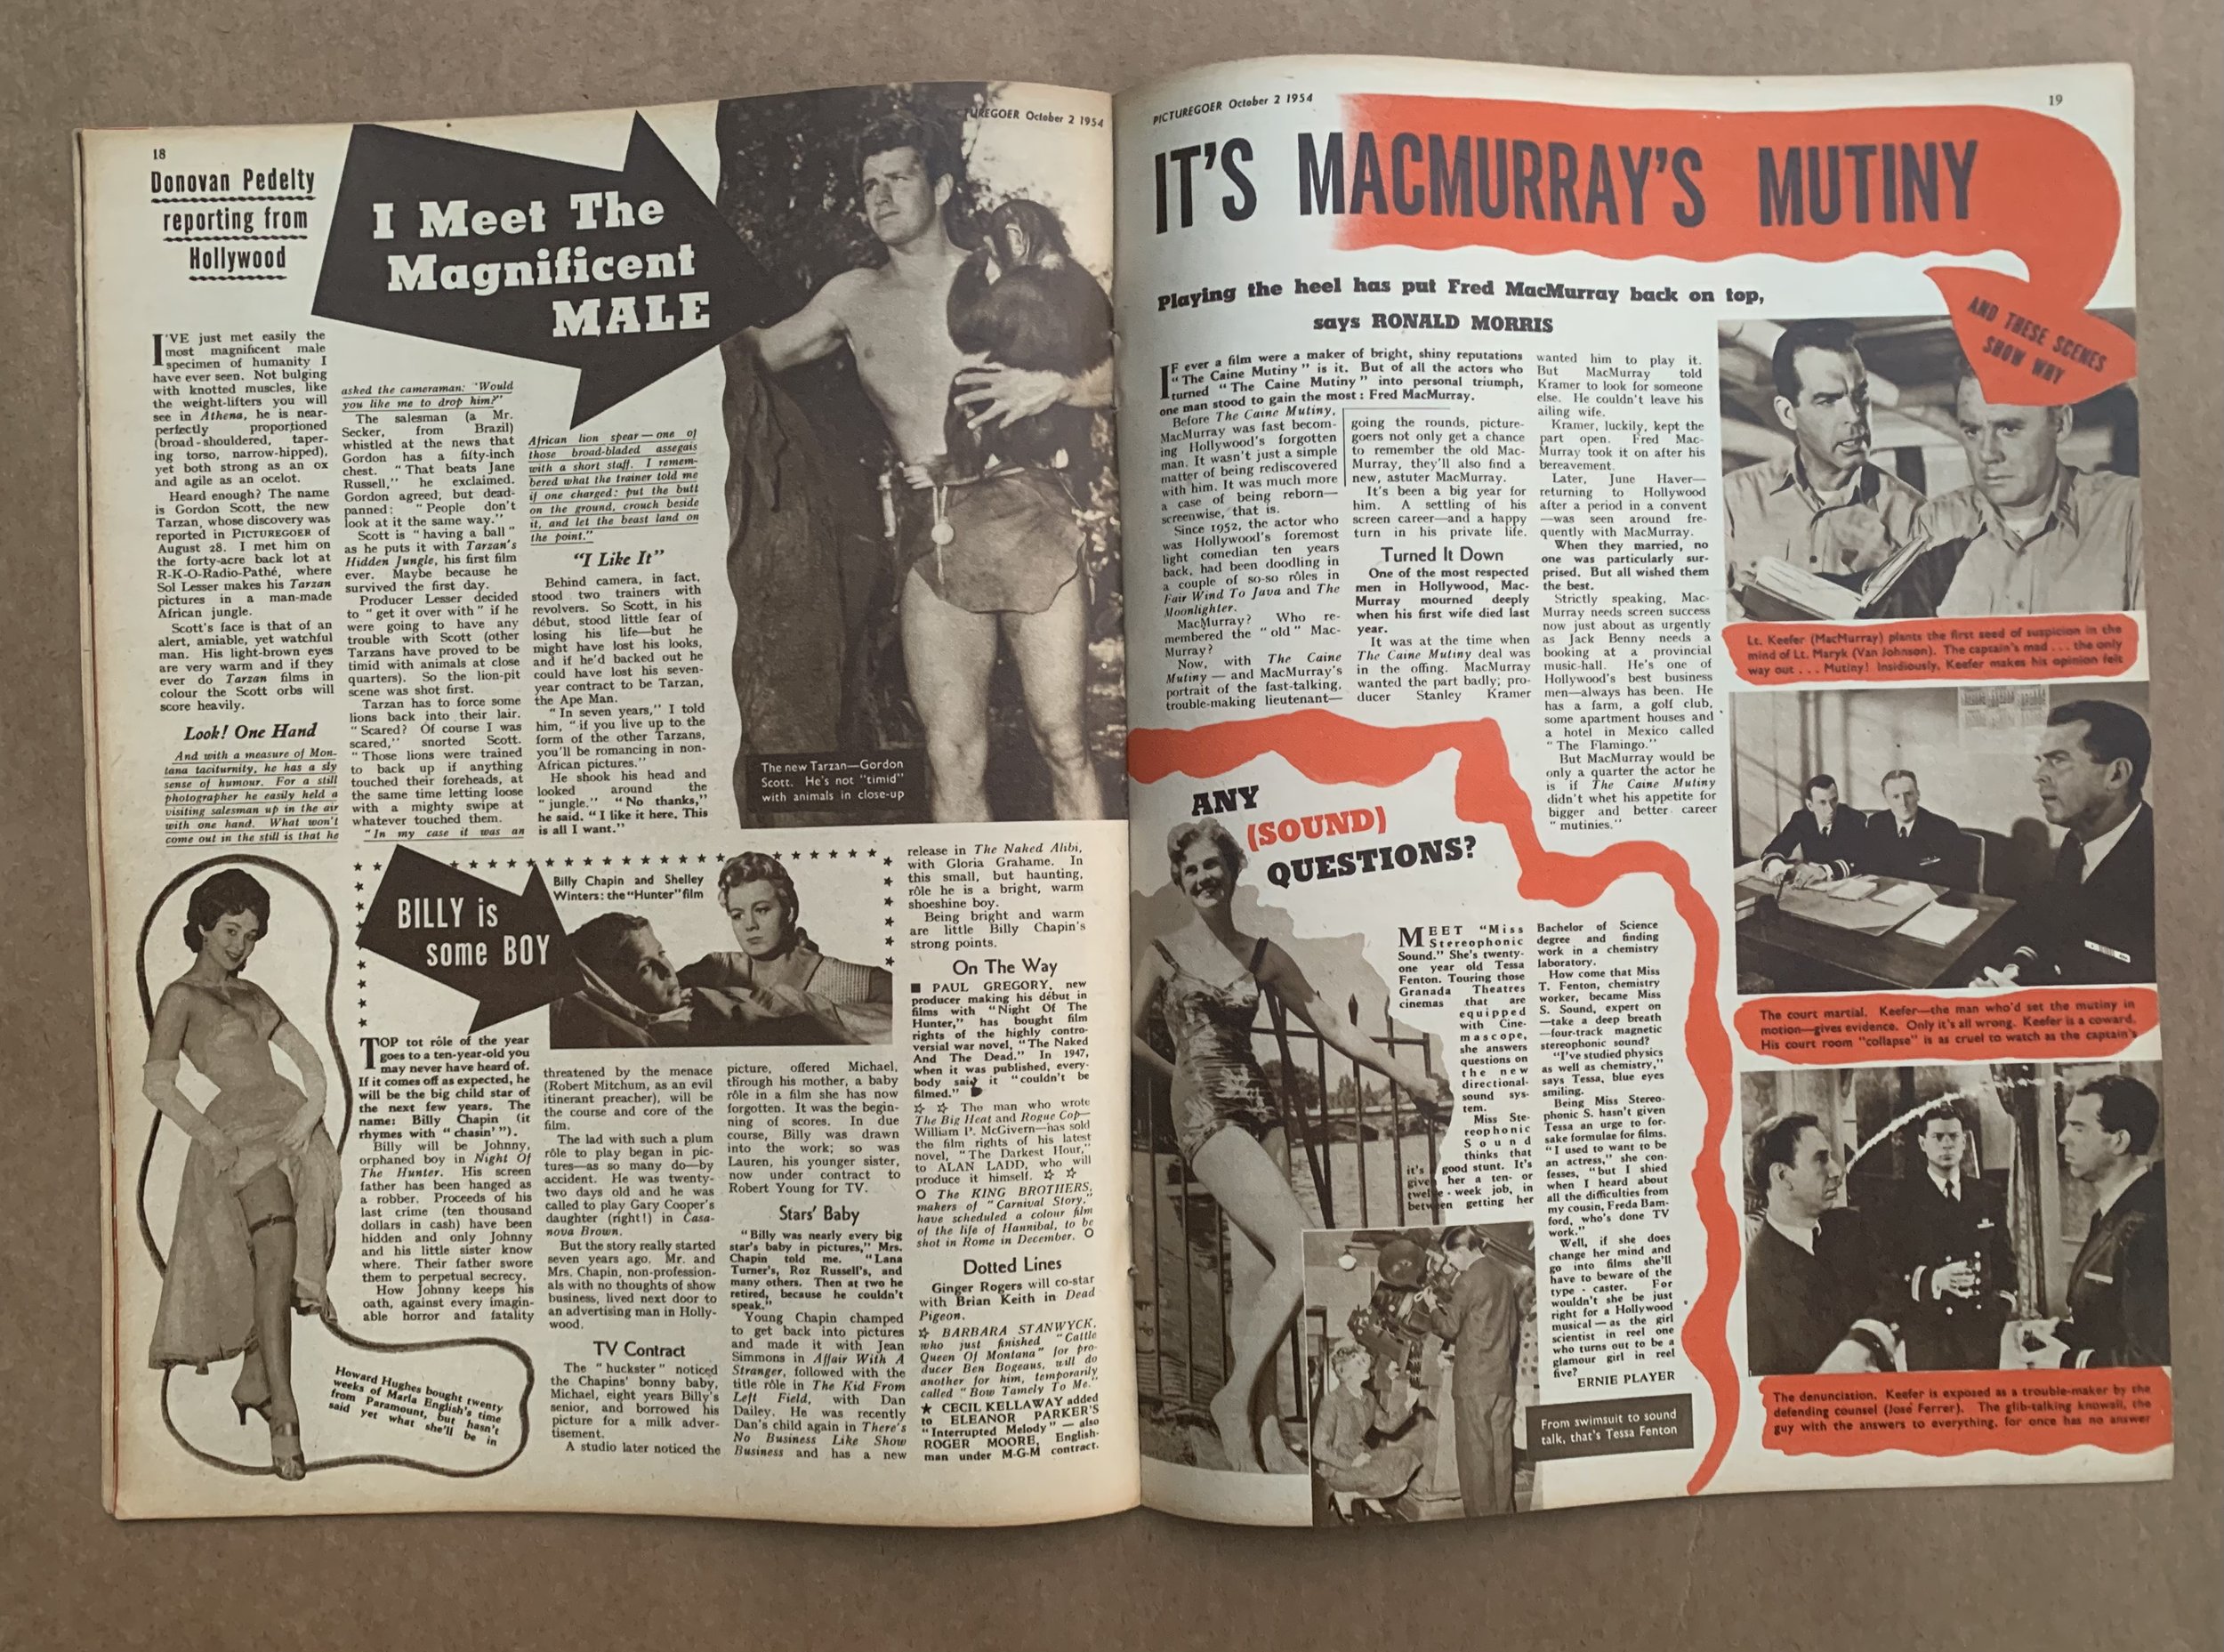 18
PICTUREGOER October 2 1954
Donovan Pedelty
reporting from
Hollywood
I Meet The
Magnificent
MALE
I'VE just met easily the
most magnificent male
specimen of humanity I
have ever seen. Not bulging
with knotted muscles, like
the weight-lifters you will
see in Athena, he is near-
perfectly proportioned
(broad-shouldered, taper-
ing torso, narrow-hipped),
yet both strong as an ox
and agile as an ocelot.
Heard enough? The name
is Gordon Scott, the new
Tarzan, whose discovery was
reported in PICTUREGOER of
August 28. I met him on
the forty-acre back lot at
R-K-O-Radio-Pathé, where
Sol Lesser makes his Tarzan
pictures in a man-made
African jungle.
Scott's face is that of an
alert, amiable, yet watchful
man. His light-brown eyes
are very warm and if they
ever do Tarzan films in
colour the Scott orbs will
score heavily.
Look! One Hand
And with a measure of Mon-
tana taciturnity, he has a sly
sense of humour. For a still
photographer he easily held a
visiting salesman up in the air
with one hand. What won't
come out in the still is that he
asked the cameraman: "Would
you like me to drop him?"
The salesman (a Mr.
Secker, from Brazil)
whistled at the news that
Gordon has a fifty-inch
chest. "That beats Jane
Russell," he exclaimed.
Gordon agreed, but dead-
panned: "People don't
look at it the same way."
Scott is "having a ball"
as he puts it with Tarzan's
Hidden Jungle, his first film
ever. Maybe because he
survived the first day.
Producer Lesser decided
to "get it over with" if he
were going to have any
trouble with Scott (other
Tarzans have proved to be
timid with animals at close
quarters). So the lion-pit
scene was shot first.
Tarzan has to force some
lions back into their lair.
"Scared? Of course I was
scared," snorted Scott.
"Those lions were trained
to back up if anything
touched their foreheads, at
the same time letting loose
with a mighty swipe at
whatever touched them.
"In my case it was an
African lion spear—one of
those broad-bladed assegais
with a short staff. I remem-
bered what the trainer told me
if one charged: put the butt
on the ground, crouch beside
it, and let the beast land on
the point."
"I Like It"
Behind camera, in fact,
stood two trainers with
revolvers. So Scott, in his
début, stood little fear of
losing his life—but he
might have lost his looks,
and if he'd backed out he
could have lost his seven-
year contract to be Tarzan,
the Ape Man.
"In seven years," I told
him, "if you live up to the
form of the other Tarzans,
you'll be romancing in non-
African pictures."
He shook his head and
looked around the
"jungle." "No thanks,"
he said. "I like it here. This
is all I want."
The new Tarzan—Gordon
Scott. He's not "timid"
with animals in close-up
Howard Hughes bought twenty
weeks of Marla English's time
from Paramount, but hasn't
said yet what she'll be in
BILLY is
some BOY
Billy Chapin and Shelley
Winters: the "Hunter" film
TOP tot rôle of the year
goes to a ten-year-old you
may never have heard of.
If it comes off as expected, he
will be the big child star of
the next few years. The
name: Billy Chapin (it
rhymes with "chasin'").
Billy will be Johnny,
orphaned boy in Night Of
The Hunter. His screen
father has been hanged as
a robber. Proceeds of his
last crime (ten thousand
dollars in cash) have been
hidden and only Johnny
and his little sister know
where. Their father swore
them to perpetual secrecy.
How Johnny keeps his
oath, against every imagin-
able horror and fatality
threatened by the menace
(Robert Mitchum, as an evil
itinerant preacher), will be
the course and core of the
film.
The lad with such a plum
rôle to play began in pic-
tures—as so many do—by
accident. He was twenty-
two days old and he was
called to play Gary Cooper's
daughter (right!) in Casa-
nova Brown.
But the story really started
seven years ago. Mr. and
Mrs. Chapin, non-profession-
als with no thoughts of show
business, lived next door to
an advertising man in Holly-
wood.
TV Contract
The "huckster" noticed
the Chapins' bonny baby,
Michael, eight years Billy's
senior, and borrowed his
picture for a milk adver-
tisement.
A studio later noticed the
picture, offered Michael,
through his mother, a baby
rôle in a film she has now
forgotten. It was the begin-
ning of scores. In due
course, Billy was drawn
into the work; so was
Lauren, his younger sister,
now under contract to
Robert Young for TV.
Stars' Baby
"Billy was nearly every big
star's baby in pictures," Mrs.
Chapin told me. "Lana
Turner's, Roz Russell's, and
many others. Then at two he
retired, because he couldn't
speak."
Young Chapin champed
to get back into pictures
and made it with Jean
Simmons in Affair With A
Stranger, followed with the
title rôle in The Kid From
Left Field, with Dan
Dailey. He was recently
Dan's child again in There's
No Business Like Show
Business and has a new
release in The Naked Alibi,
with Gloria Grahame. In
this small, but haunting,
rôle he is a bright, warm
shoeshine boy.
Being bright and warm
are little Billy Chapin's
strong points.
On The Way
■ PAUL GREGORY, new
producer making his début in
films with "Night Of The
Hunter," has bought film
rights of the highly contro-
versial war novel, "The Naked
And The Dead." In 1947,
when it was published, every-
body said it "couldn't be
filmed."
☆ ☆ The man who wrote
The Big Heat and Rogue Cop—
William P. McGivern—has sold
the film rights of his latest
novel, "The Darkest Hour,"
to ALAN LADD, who will
produce it himself. ☆ ☆
O The KING BROTHERS,
makers of "Carnival Story,"
have scheduled a colour film
of the life of Hannibal, to be
shot in Rome in December. O
Dotted Lines
Ginger Rogers will co-star
with Brian Keith in Dead
Pigeon.
☆ BARBARA STANWYCK,
who just finished "Cattle
Queen Of Montana" for pro-
ducer Ben Bogeaus, will do
another for him, temporarily
called "Bow Tamely To Me."
★ CECIL KELLAWAY added
to ELEANOR PARKER'S
"Interrupted Melody"—also
ROGER MOORE, English-
man under M-G-M contract.
PICTUREGOER October 2 1954
19
IT'S MACMURRAY'S MUTINY
AND THESE SCENES
SHOW WHY
Playing the heel has put Fred MacMurray back on top,
says RONALD MORRIS
IF ever a film were a maker of bright, shiny reputations
"The Caine Mutiny" is it. But of all the actors who
turned "The Caine Mutiny" into personal triumph,
one man stood to gain the most: Fred MacMurray.
Before The Caine Mutiny,
MacMurray was fast becom-
ing Hollywood's forgotten
man. It wasn't just a simple
matter of being rediscovered
with him. It was much more
a case of being reborn—
screenwise, that is.
Since 1952, the actor who
was Hollywood's foremost
light comedian ten years
back, had been doodling in
a couple of so-so rôles in
Fair Wind To Java and The
Moonlighter.
MacMurray? Who re-
membered the "old" Mac-
Murray?
Now, with The Caine
Mutiny—and MacMurray's
portrait of the fast-talking,
trouble-making lieutenant—
going the rounds, picture-
goers not only get a chance
to remember the old Mac-
Murray, they'll also find a
new, astuter MacMurray.
It's been a big year for
him. A settling of his
screen career—and a happy
turn in his private life.
Turned It Down
One of the most respected
men in Hollywood, Mac-
Murray mourned deeply
when his first wife died last
year.
It was at the time when
The Caine Mutiny deal was
in the offing. MacMurray
wanted the part badly; pro-
ducer Stanley Kramer
wanted him to play it.
But MacMurray told
Kramer to look for someone
else. He couldn't leave his
ailing wife.
Kramer, luckily, kept the
part open. Fred Mac-
Murray took it on after his
bereavement.
Later, June Haver—
returning to Hollywood
after a period in a convent
—was seen around fre-
quently with MacMurray.
When they married, no
one was particularly sur-
prised. But all wished them
the best.
Strictly speaking, Mac-
Murray needs screen success
now just about as urgently
as Jack Benny needs a
booking at a provincial
music-hall. He's one of
Hollywood's best business
men—always has been. He
has a farm, a golf club,
some apartment houses and
a hotel in Mexico called
"The Flamingo."
But MacMurray would be
only a quarter the actor he
is if The Caine Mutiny
didn't whet his appetite for
bigger and better career
"mutinies."
Lt. Keefer (MacMurray) plants the first seed of suspicion in the
mind of Lt. Maryk (Van Johnson). The captain's mad . . . the only
way out . . . Mutiny! Insidiously, Keefer makes his opinion felt
The court martial. Keefer—the man who'd set the mutiny in
motion—gives evidence. Only it's all wrong. Keefer is a coward.
His court room "collapse" is as cruel to watch as the captain's
The denunciation. Keefer is exposed as a trouble-maker by the
defending counsel (José Ferrer). The glib-talking knowall, the
guy with the answers to everything, for once has no answer
ANY
(SOUND)
QUESTIONS?
MEET "Miss
Stereophonic
Sound." She's twenty-
one year old Tessa
Fenton. Touring those
Granada Theatres
cinemas that are
equipped
with Cine-
mascope,
she answers
questions on
the new
directional-
sound sys-
tem.
Miss Ste-
reophonic
Sound
thinks that
it's good stunt. It's
given her a ten- or
twelve-week job, in
between getting her
Bachelor of Science
degree and finding
work in a chemistry
laboratory.
How come that Miss
T. Fenton, chemistry
worker, became Miss
S. Sound, expert on
—take a deep breath
—four-track magnetic
stereophonic sound?
"I've studied physics
as well as chemistry,"
says Tessa, blue eyes
smiling.
Being Miss Stereo-
phonic S. hasn't given
Tessa an urge to for-
sake formulae for films.
"I used to want to be
an actress," she con-
fesses, "but I shied
when I heard about
all the difficulties from
my cousin, Freda Bam-
ford, who's done TV
work."
Well, if she does
change her mind and
go into films she'll
have to beware of the
type-caster. For
wouldn't she be just
right for a Hollywood
musical—as the girl
scientist in reel one
who turns out to be a
glamour girl in reel
five?
ERNIE PLAYER
From swimsuit to sound
talk, that's Tessa Fenton